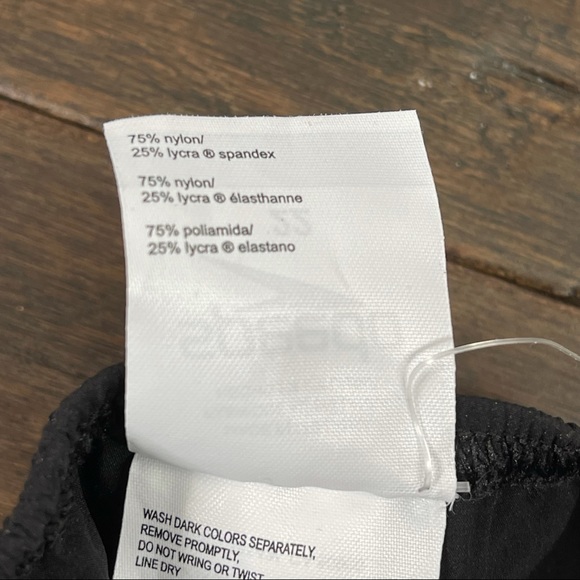 75% nylon/
25% lycra ® spandex
75% nylon/
25% lycra ® élasthanne
75% poliamida/
25% lycra ® elastano
WASH DARK COLORS SEPARATELY,
REMOVE PROMPTLY,
DO NOT WRING OR TWIST
LINE DRY